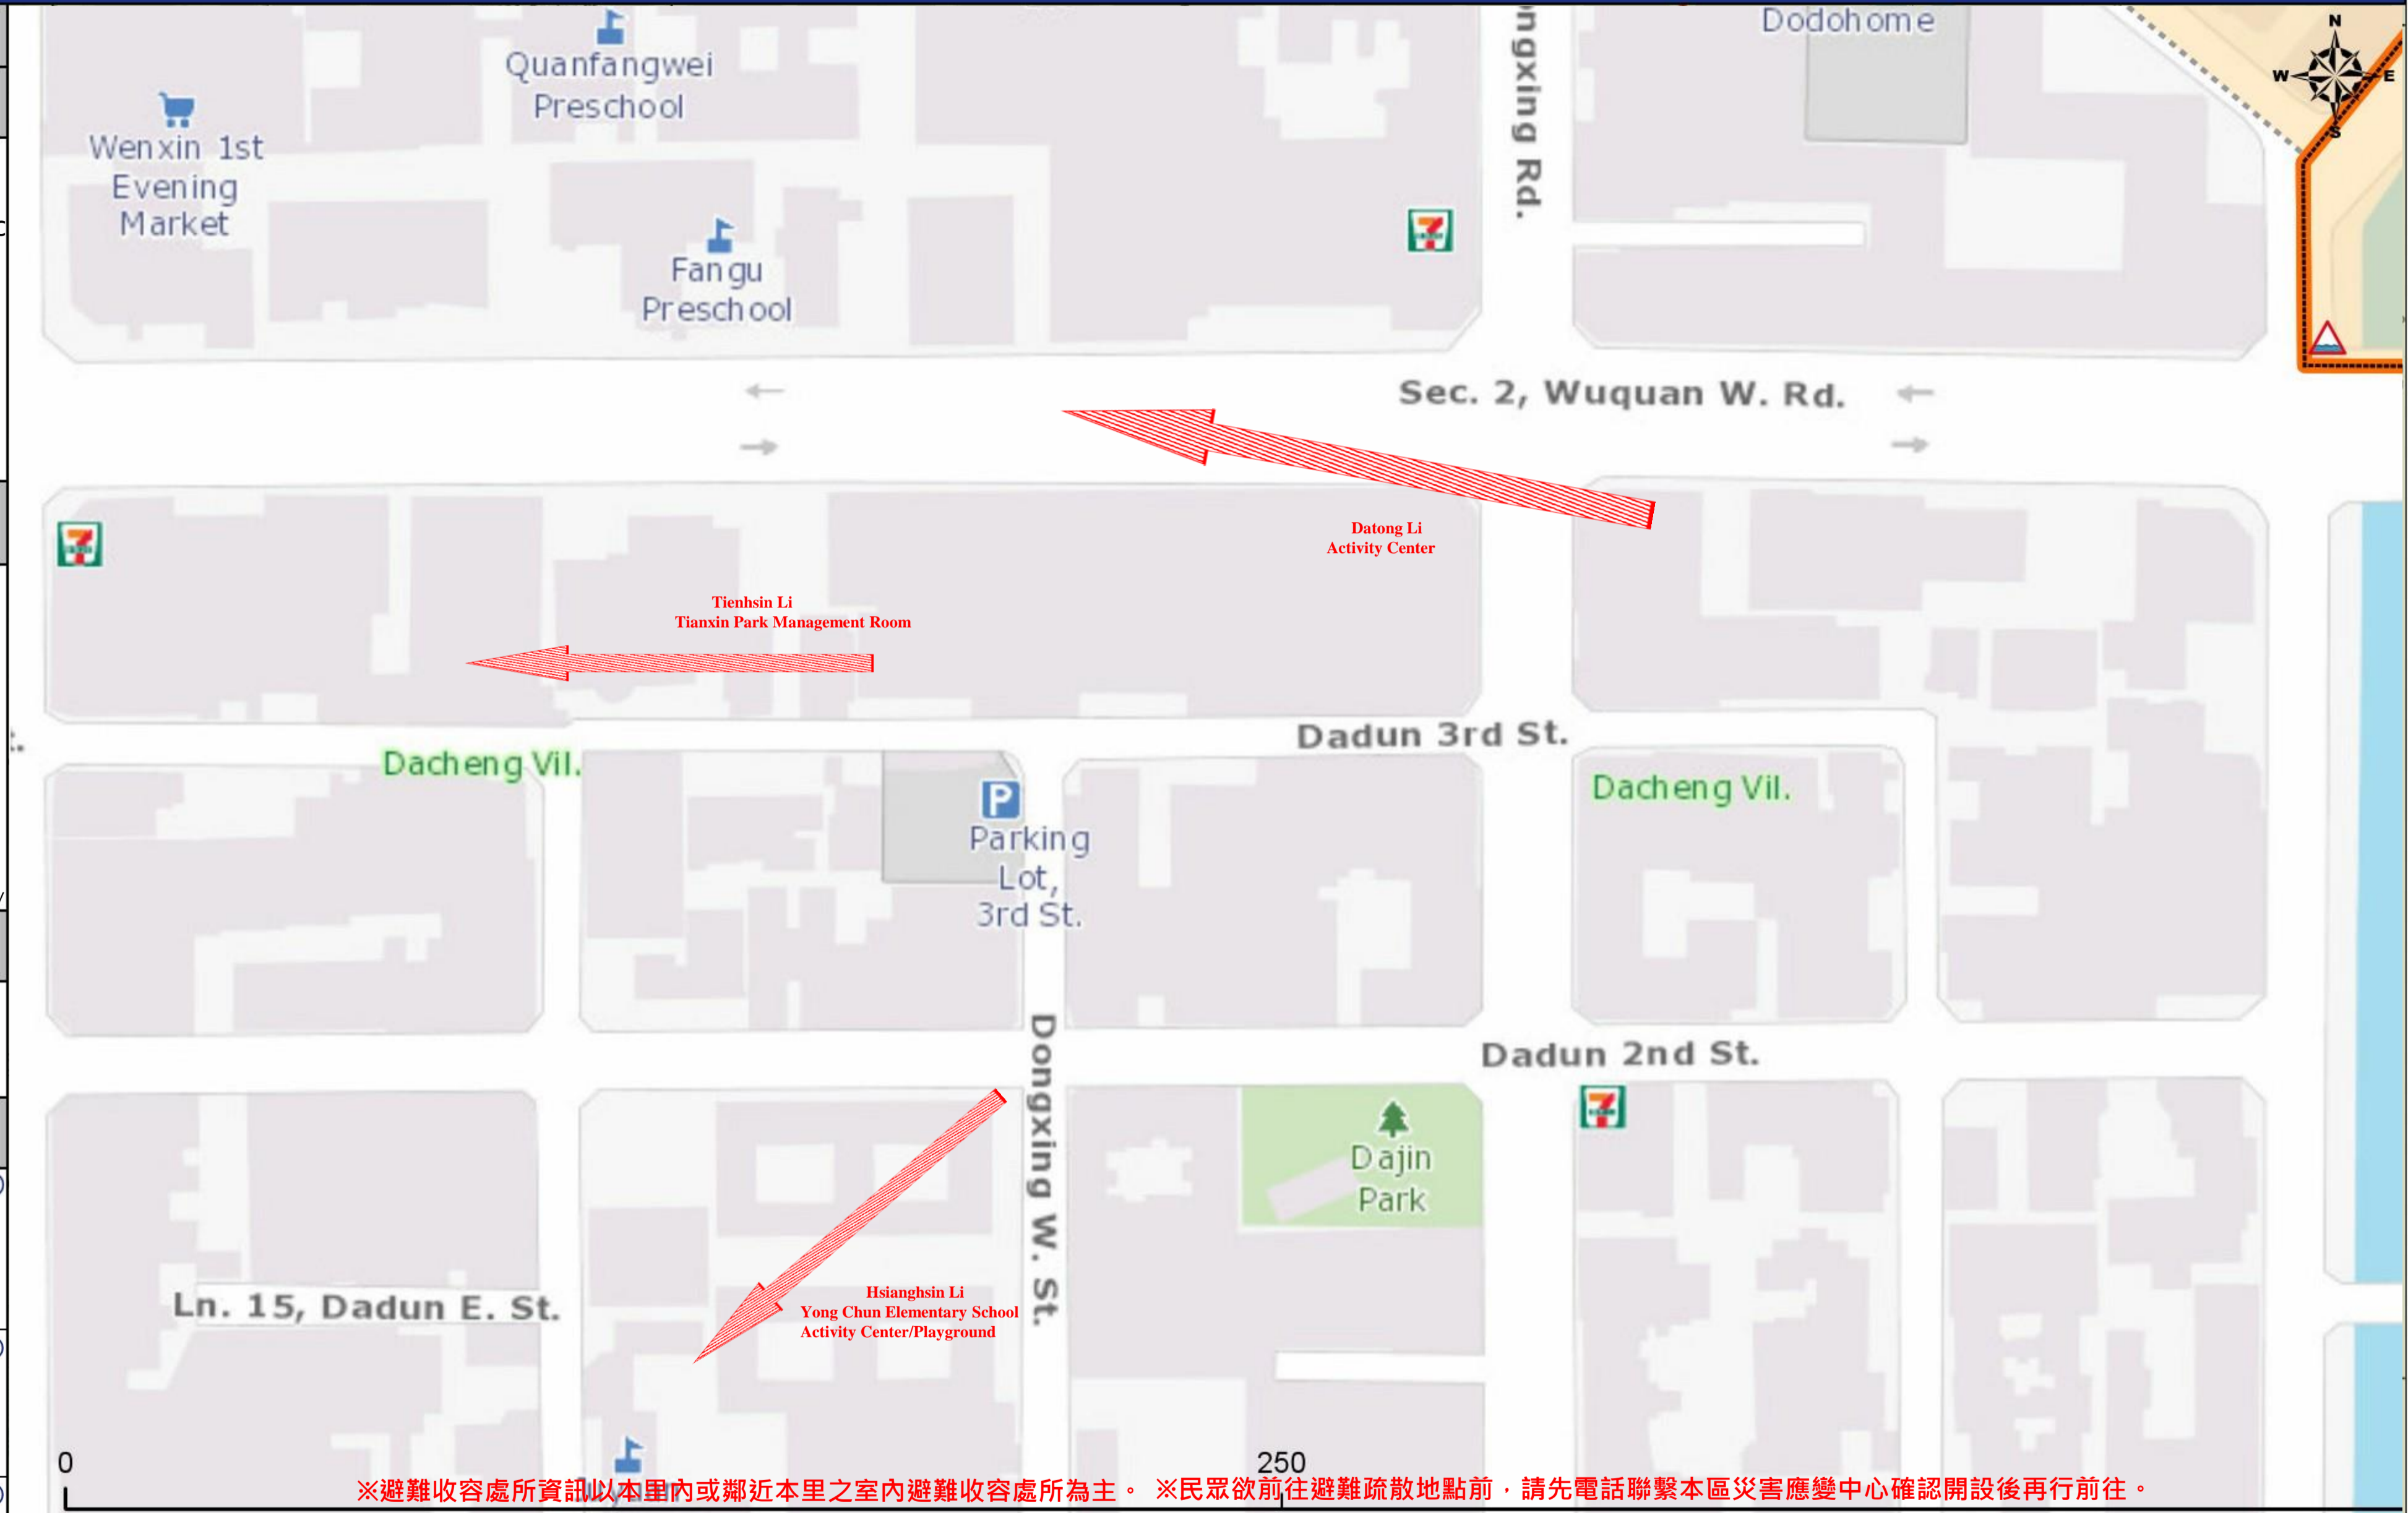 Dodohome
N
W
E
S
Quanfangwei
Preschool
ngxing Rd.
Wenxin 1st
Evening
Market
Fangu
Preschool
Sec. 2, Wuquan W. Rd.
Datong Li
Activity Center
Tienhsin Li
Tianxin Park Management Room
Dadun 3rd St.
Dacheng Vil.
Dacheng Vil.
P
Parking
Lot,
3rd St.
Dadun 2nd St.
Dongxing W. St.
Dajin
Park
Hsianghsin Li
Yong Chun Elementary School
Activity Center/Playground
Ln. 15, Dadun E. St.
0
250
※避難收容處所資訊以本里內或鄰近本里之室內避難收容處所為主。 ※民眾欲前往避難疏散地點前，請先電話聯繫本區災害應變中心確認開設後再行前往。